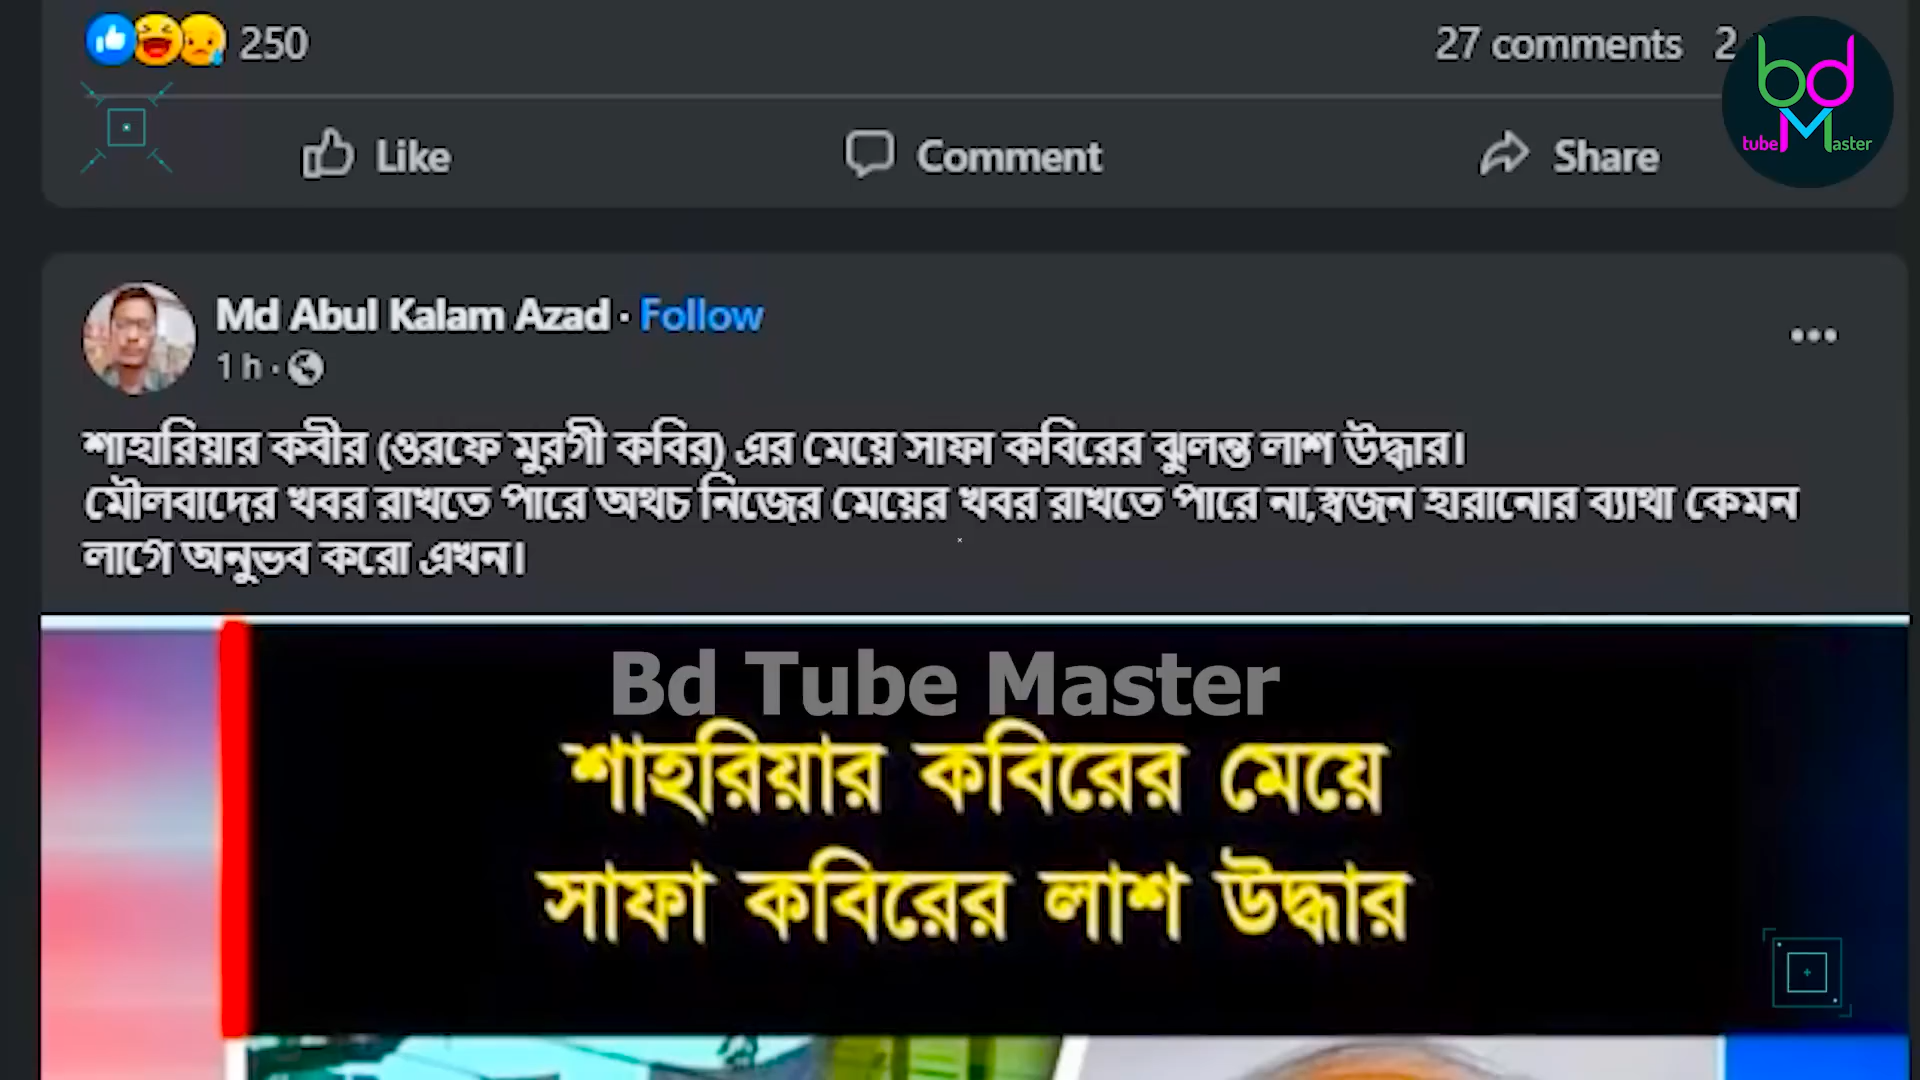 250
27 comments 2
bd
tube Master
Like
Comment
Share
Md Abul Kalam Azad · Follow
1 h ·
শাহারিয়ার কবীর (ওরফে মুরগী কবির) এর মেয়ে সাফা কবিরের ঝুলন্ত লাশ উদ্ধার।
মৌলবাদের খবর রাখতে পারে অথচ নিজের মেয়ের খবর রাখতে পারে না,স্বজন হারানোর ব্যাথা কেমন
লাগে অনুভব করো এখন।
Bd Tube Master
শাহরিয়ার কবিরের মেয়ে
সাফা কবিরের লাশ উদ্ধার